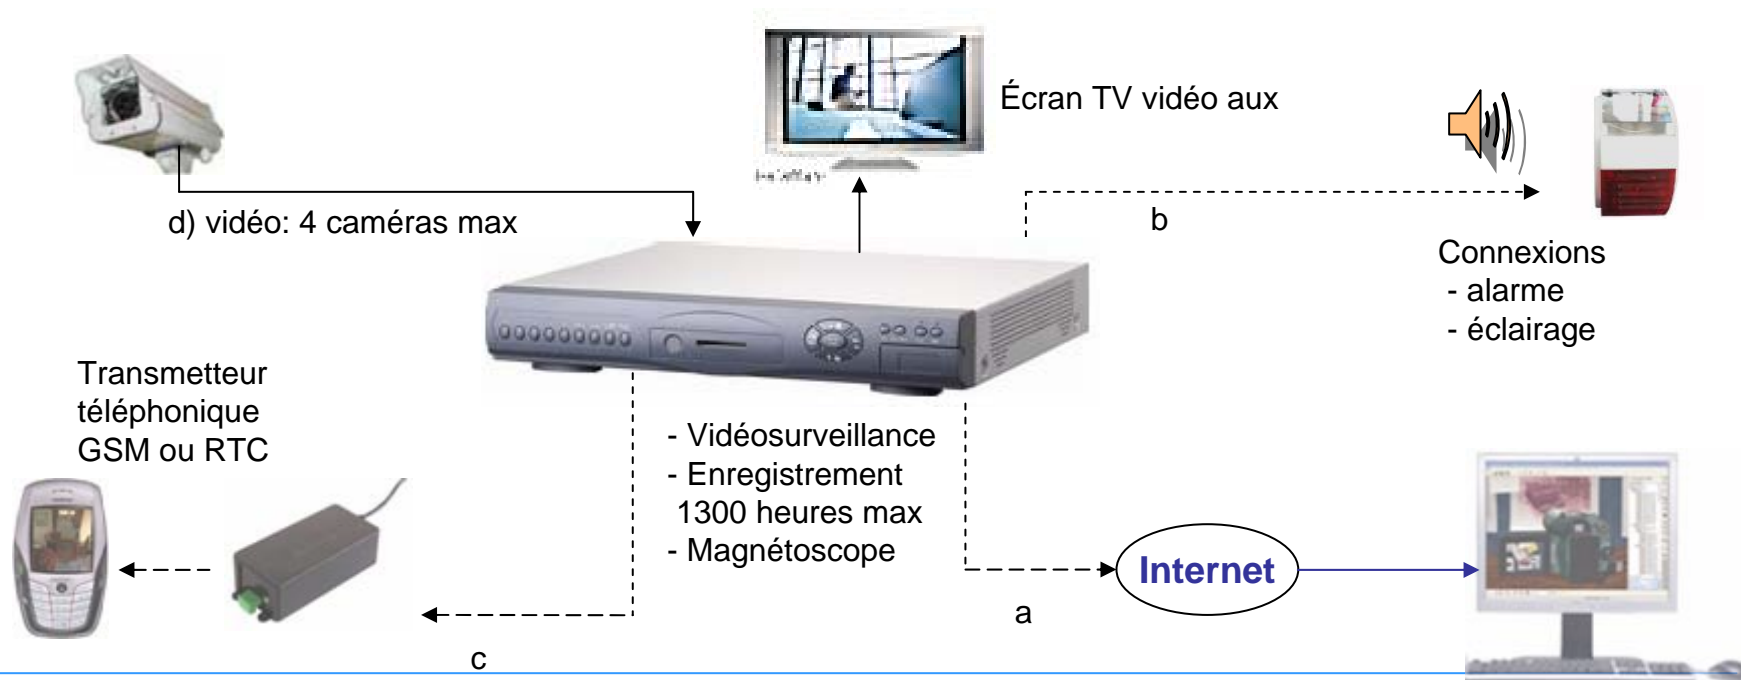 Écran TV vidéo aux
d) vidéo: 4 caméras max
b
Connexions
- alarme
- éclairage
Transmetteur
téléphonique
GSM ou RTC
- Vidéosurveillance
- Enregistrement
1300 heures max
- Magnétoscope
Internet
a
c